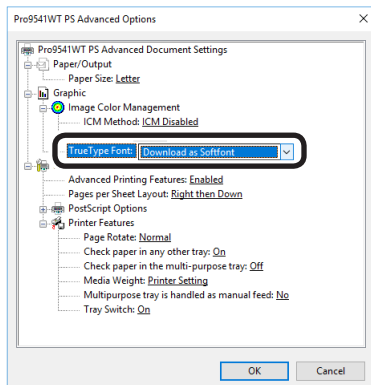 Pro9541WT PS Advanced Options
Pro9541WT PS Advanced Document Settings
Paper/Output
Paper Size: Letter
Graphic
Image Color Management
ICM Method: ICM Disabled
TrueType Font: Download as Softfont
Advanced Printing Features: Enabled
Pages per Sheet Layout: Right then Down
PostScript Options
Printer Features
Page Rotate: Normal
Check paper in any other tray: On
Check paper in the multi-purpose tray: Off
Media Weight: Printer Setting
Multipurpose tray is handled as manual feed: No
Tray Switch: On
OK Cancel